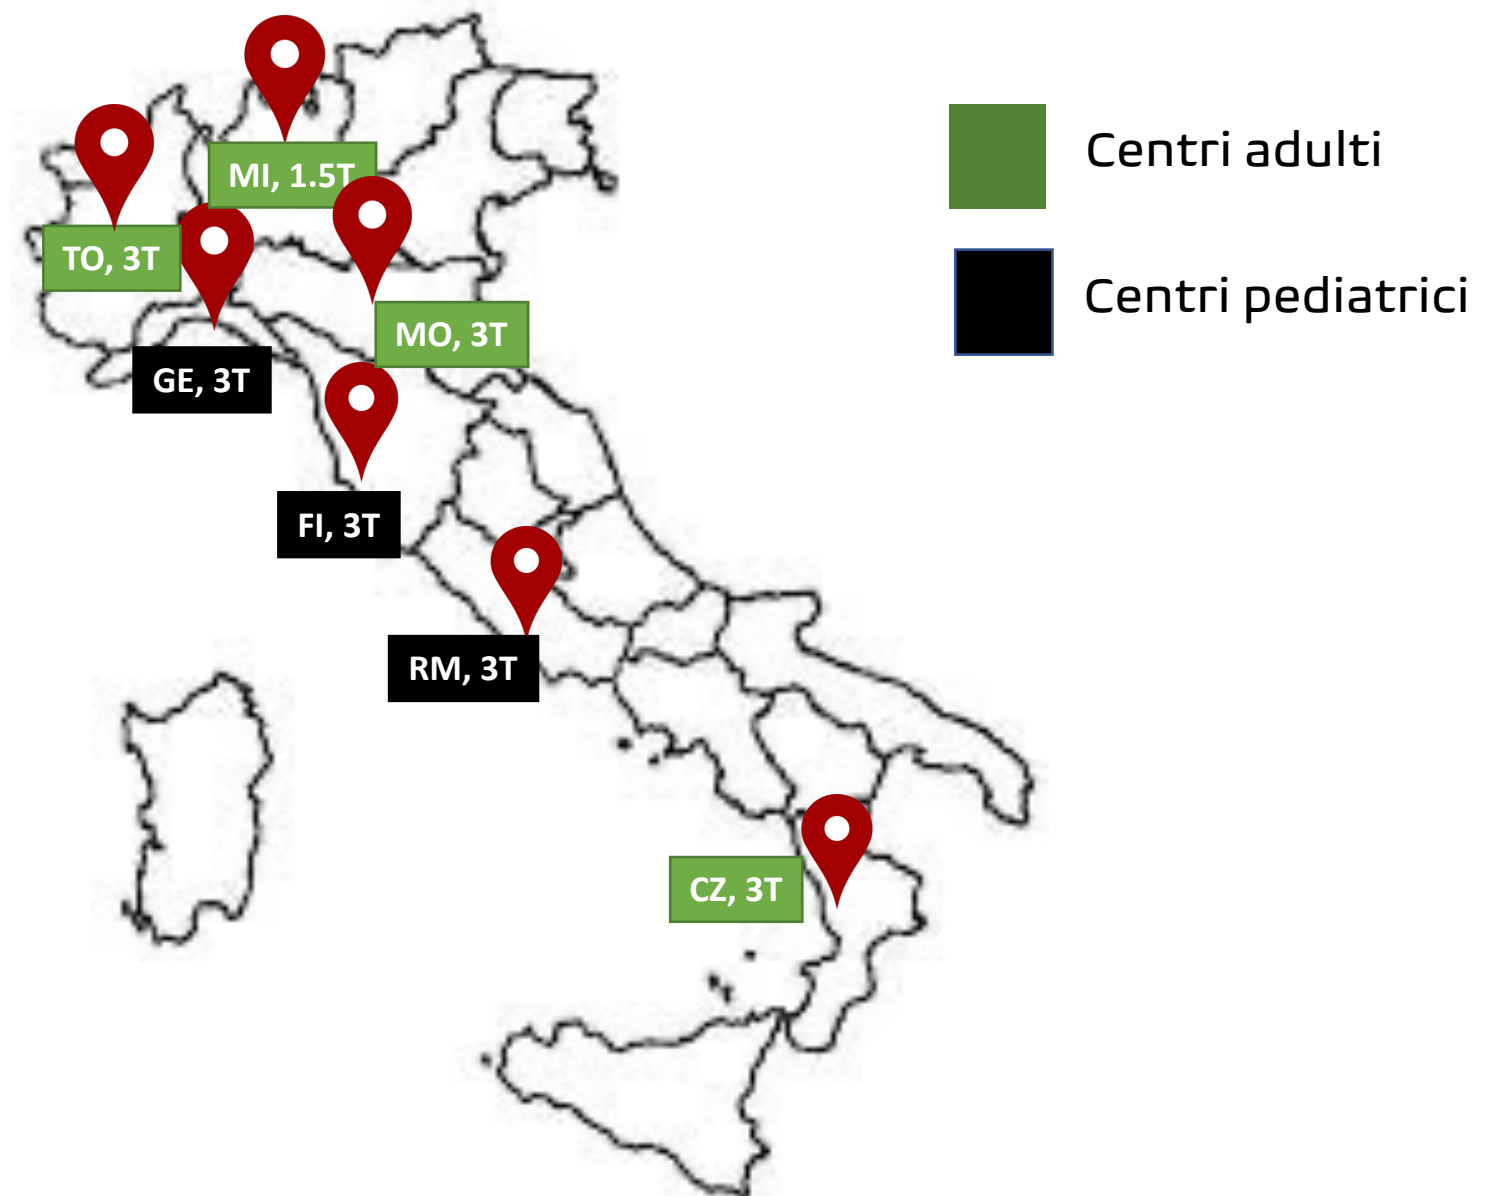 MI, 1.5T
TO, 3T
MO, 3T
GE, 3T
FI, 3T
RM, 3T
CZ, 3T
Centri adulti
Centri pediatrici